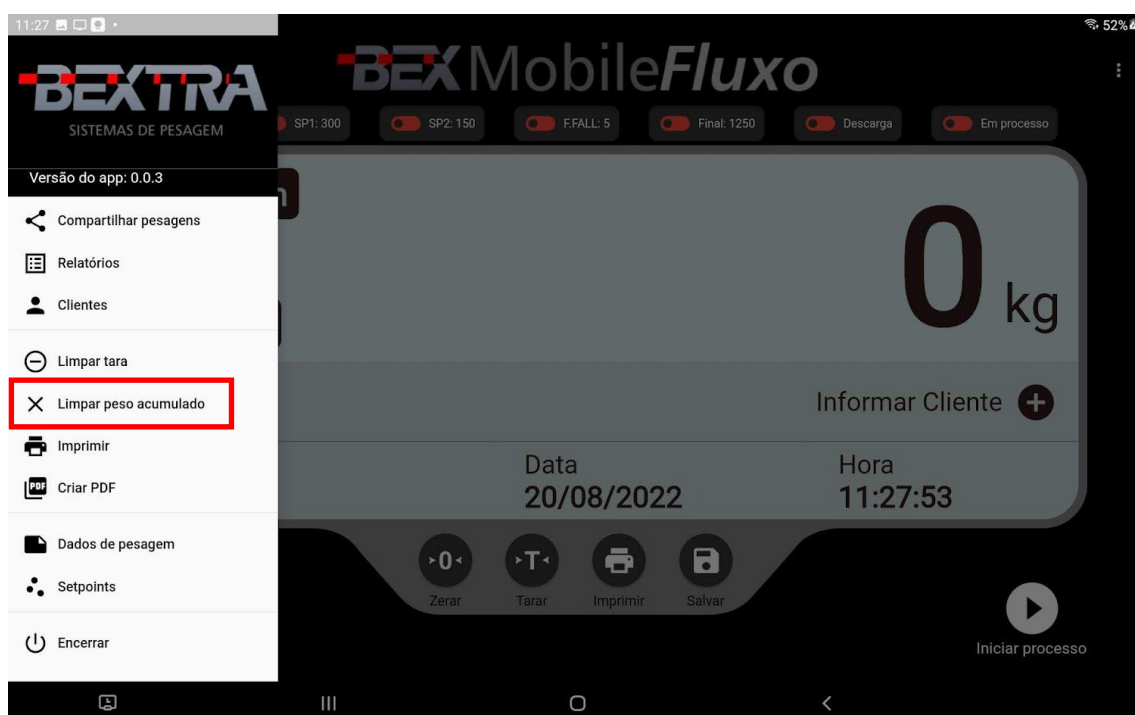 11:27
52%
BEXTRA
SISTEMAS DE PESAGEM
Versão do app: 0.0.3
Compartilhar pesagens
Relatórios
Clientes
Limpar tara
Limpar peso acumulado
Imprimir
PDF
Criar PDF
Dados de pesagem
Setpoints
Encerrar
BEX MobileFluxo
SP1: 300
SP2: 150
F.FALL: 5
Final: 1250
Descarga
Em processo
0 kg
Informar Cliente
Data
20/08/2022
Hora
11:27:53
>0<
Zerar
>T<
Tarar
Imprimir
Salvar
Iniciar processo